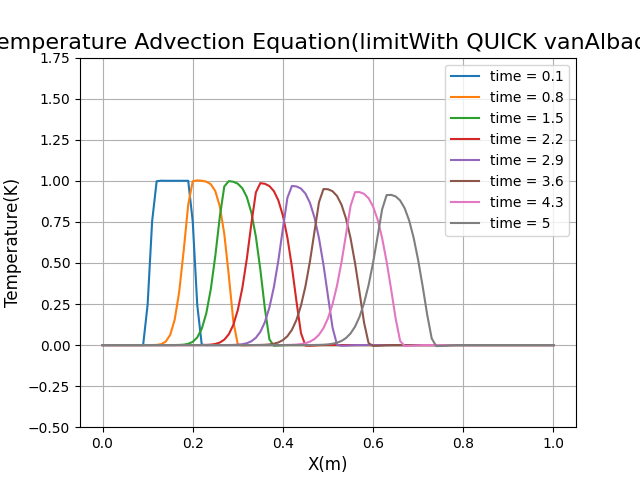 emperature Advection Equation(limitWith QUICK vanAlbad
1.75
1.50
1.25
1.00
0.75
0.50
0.25
0.00
−0.25
−0.50
Temperature(K)
time = 0.1
time = 0.8
time = 1.5
time = 2.2
time = 2.9
time = 3.6
time = 4.3
time = 5
0.0 0.2 0.4 0.6 0.8 1.0
X(m)